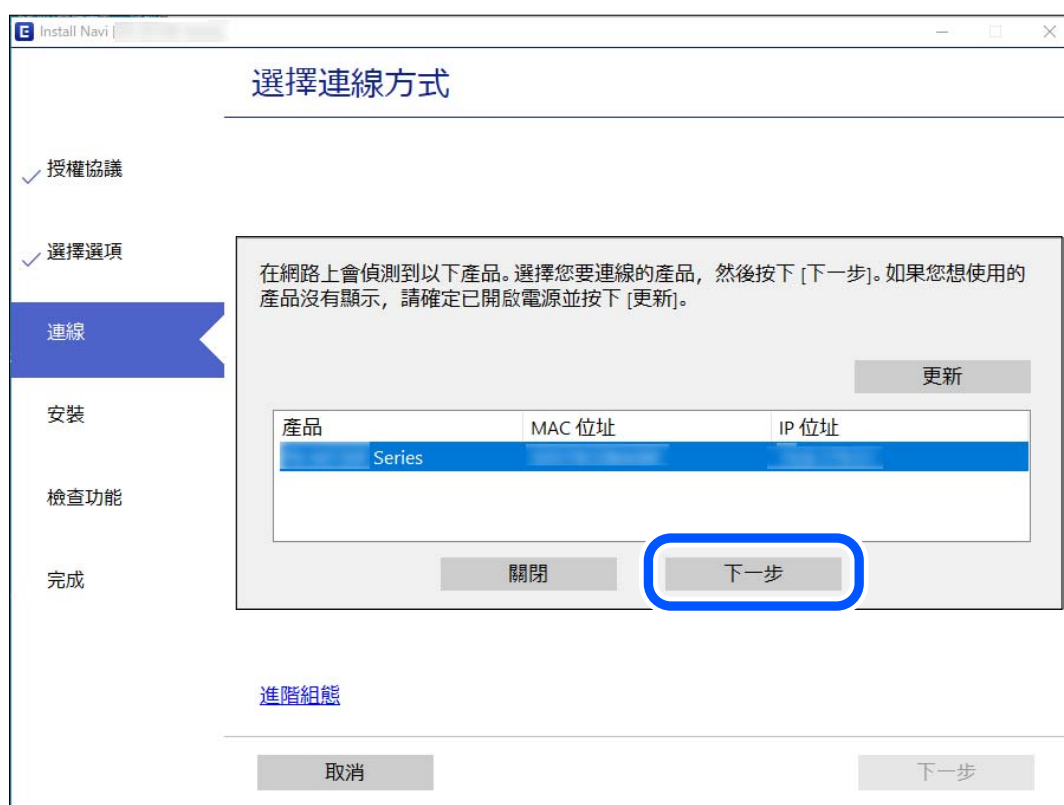 E Install Navi [
選擇連線方式
授權協議
選擇選項
連線
安裝
檢查功能
完成
在網路上會偵測到以下產品。選擇您要連線的產品，然後按下 [下一步]。如果您想使用的
產品沒有顯示，請確定已開啟電源並按下 [更新]。
更新
產品 MAC 位址 IP 位址
Series
關閉 下一步
進階組態
取消 下一步